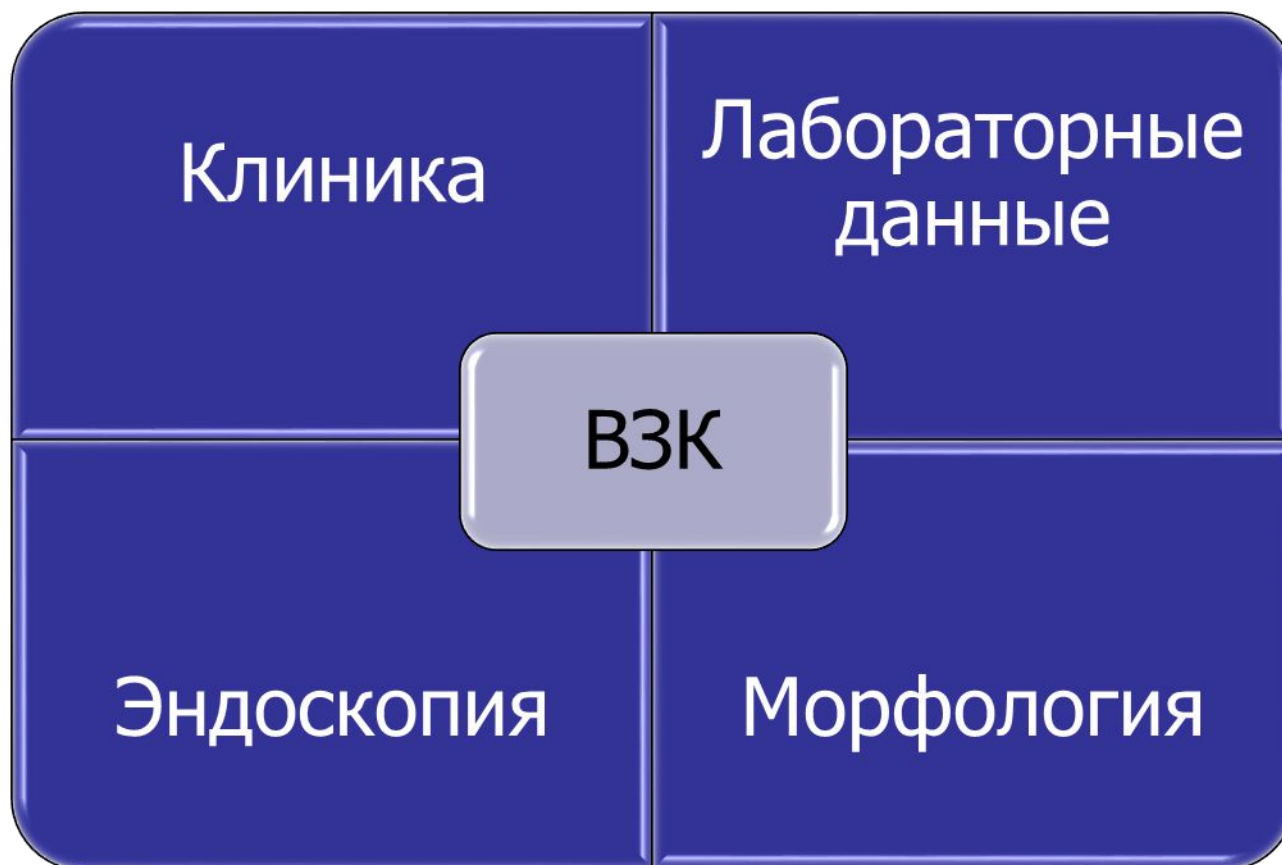 Клиника
Лабораторные
данные
ВЗК
Эндоскопия
Морфология